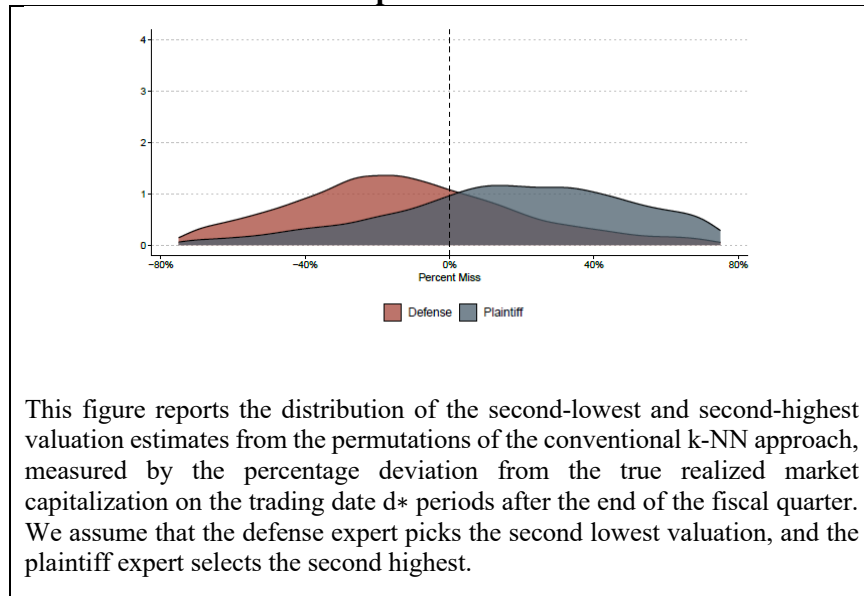 4
3
2
1
0
−80% −40% 0% 40% 80%
Percent Miss
Defense Plaintiff
This figure reports the distribution of the second-lowest and second-highest
valuation estimates from the permutations of the conventional k-NN approach,
measured by the percentage deviation from the true realized market
capitalization on the trading date d∗ periods after the end of the fiscal quarter.
We assume that the defense expert picks the second lowest valuation, and the
plaintiff expert selects the second highest.